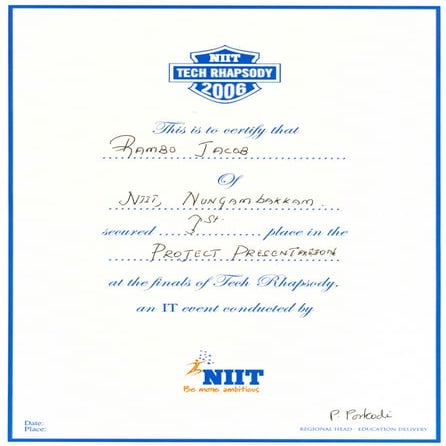 NIIT
TECH RHAPSODY
2006
This is to certify that
RAMBO JACOB
Of
NIIT, NUNGAMBAKKAM.
secured 1st place in the
PROJECT PRESENTATION
at the finals of Tech Rhapsody,
an IT event conducted by
NIIT
Be more ambitious
P. Porkodi
Date:
Place:
REGIONAL HEAD - EDUCATION DELIVERY